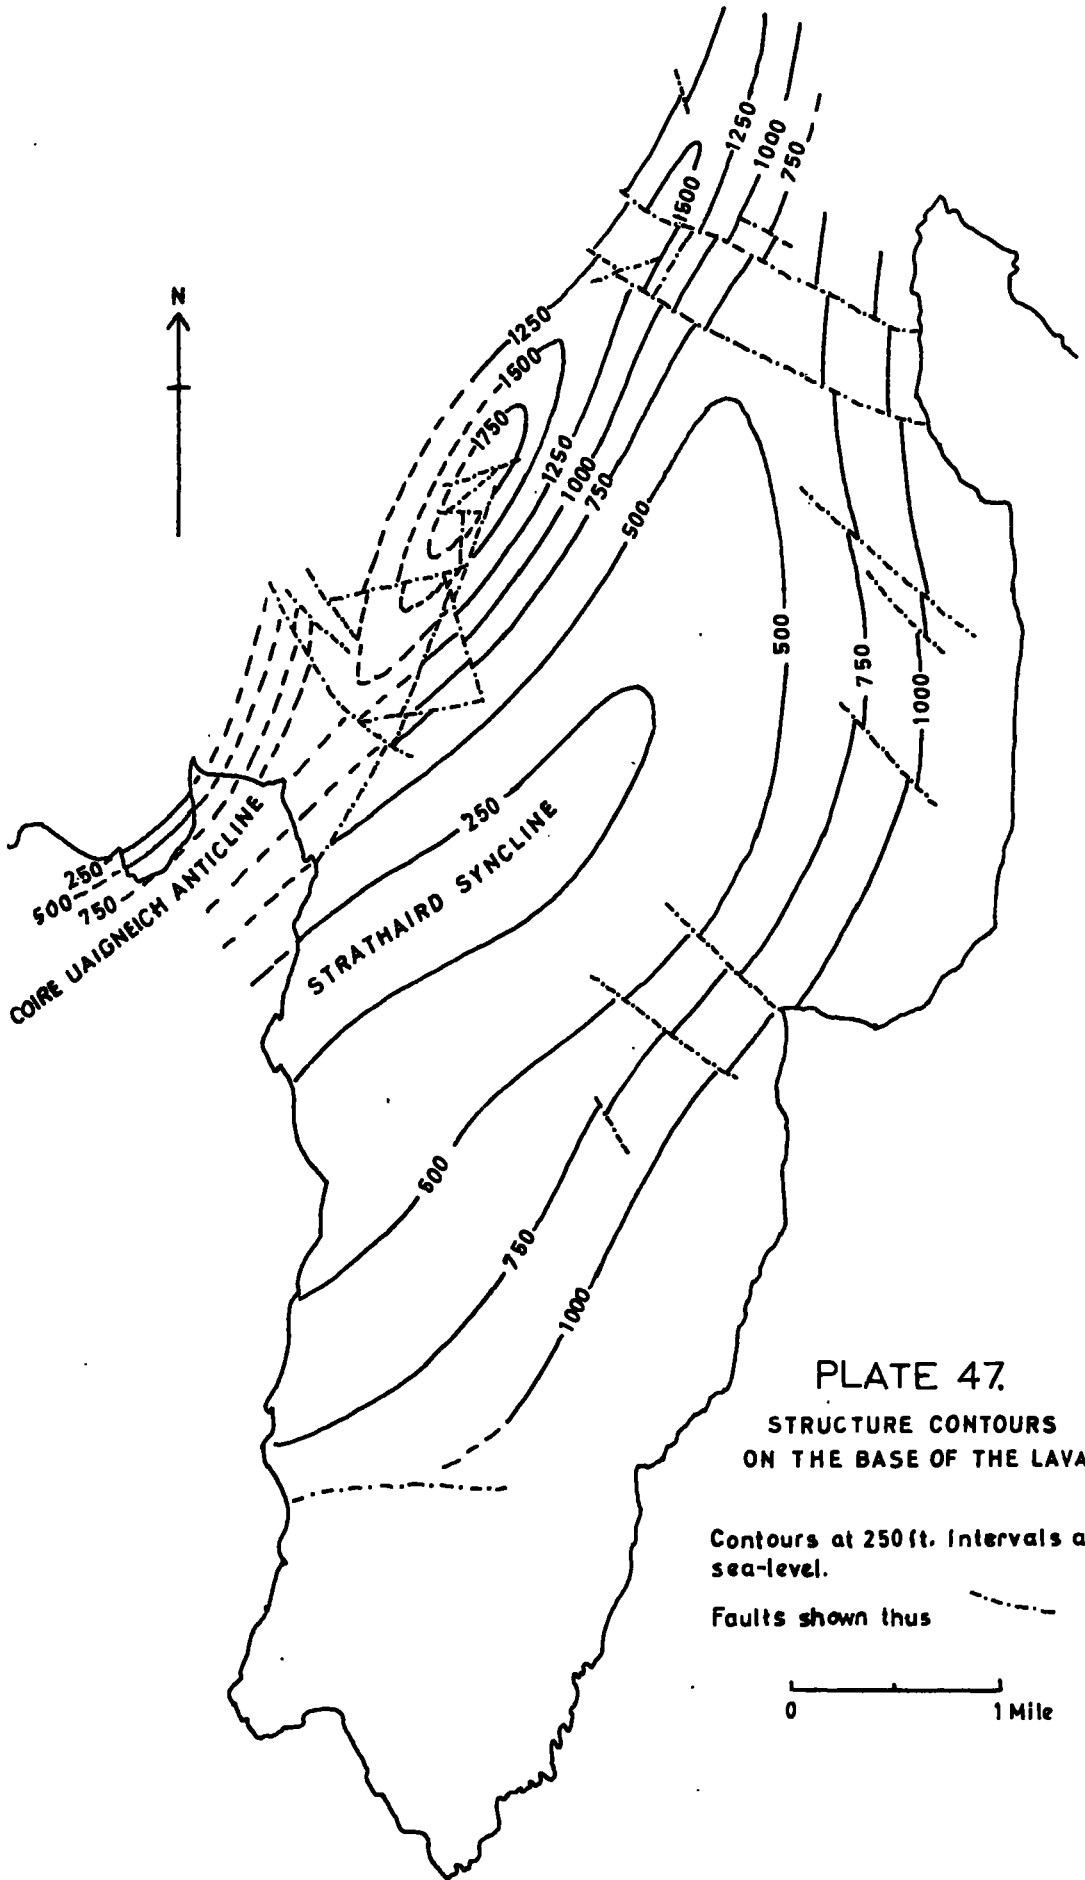 1250
1000
750
1500
N
1250
1500
1750
1250
1000
750
500
500
750
1000
250
STRATHAIRD SYNCLINE
250
500
750
COIRE UAIGNEICH ANTICLINE
500
750
1000
PLATE 47.
STRUCTURE CONTOURS
ON THE BASE OF THE LAVA
Contours at 250 ft. intervals a
sea-level.
Faults shown thus
0 1 Mile